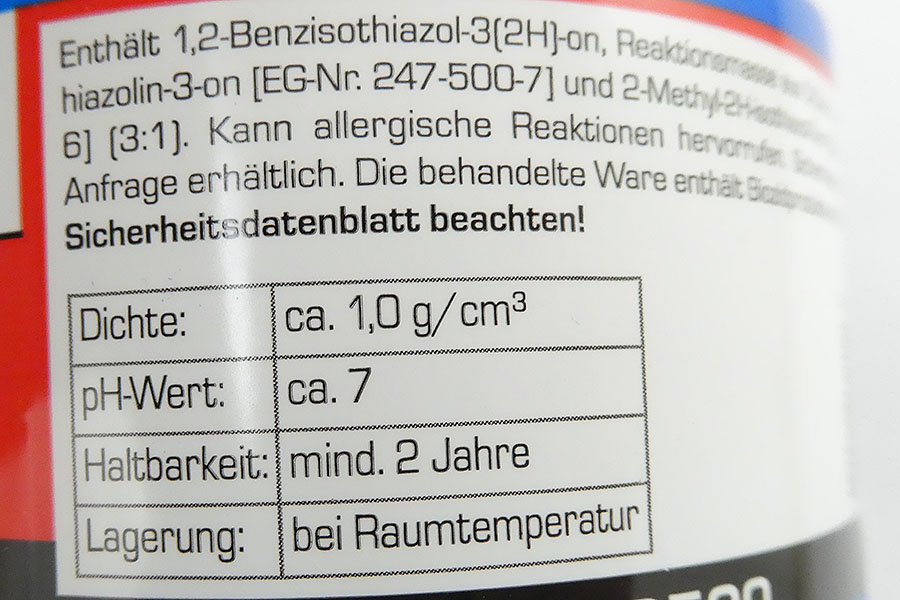 Enthält 1,2-Benzisothiazol-3(2H)-on, Reaktionsmasse
hiazolin-3-on [EG-Nr. 247-500-7] und 2-Methyl-2H-isothiazol
6] (3:1). Kann allergische Reaktionen hervorrufen.
Anfrage erhältlich. Die behandelte Ware enthält Biozidprodukte
Sicherheitsdatenblatt beachten!
Dichte: ca. 1,0 g/cm³
pH-Wert: ca. 7
Haltbarkeit: mind. 2 Jahre
Lagerung: bei Raumtemperatur